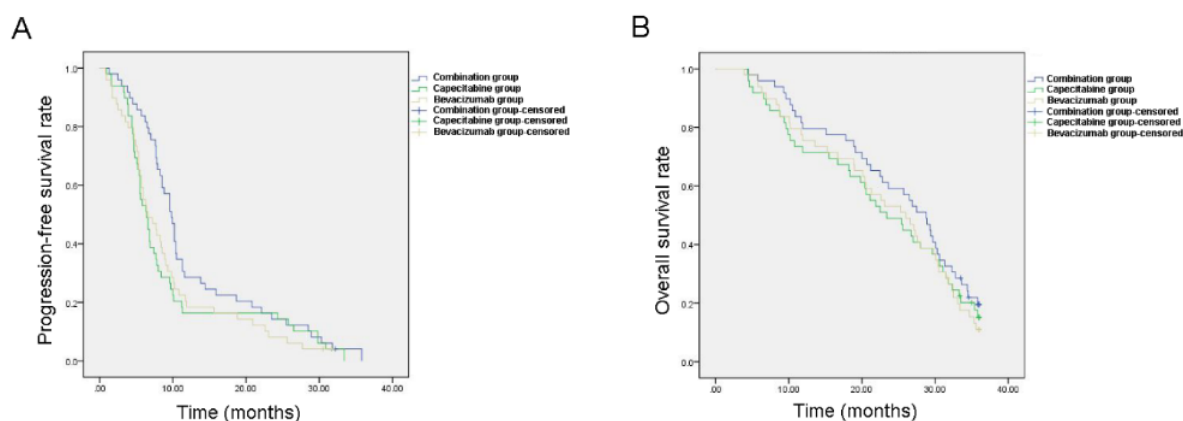 A
Progression-free survival rate
1.0
0.8
0.6
0.4
0.2
0.0
.00
10.00
20.00
30.00
40.00
Time (months)
Combination group
Capecitabine group
Bevacizumab group
Combination group-censored
Capecitabine group-censored
Bevacizumab group-censored
B
Overall survival rate
1.0
0.8
0.6
0.4
0.2
0.0
.00
10.00
20.00
30.00
40.00
Time (months)
Combination group
Capecitabine group
Bevacizumab group
Combination group-censored
Capecitabine group-censored
Bevacizumab group-censored